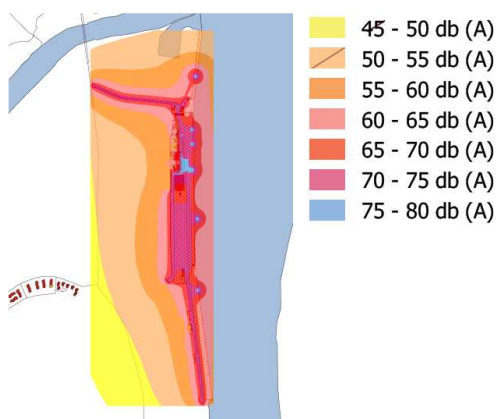 45 - 50 db (A)
50 - 55 db (A)
55 - 60 db (A)
60 - 65 db (A)
65 - 70 db (A)
70 - 75 db (A)
75 - 80 db (A)